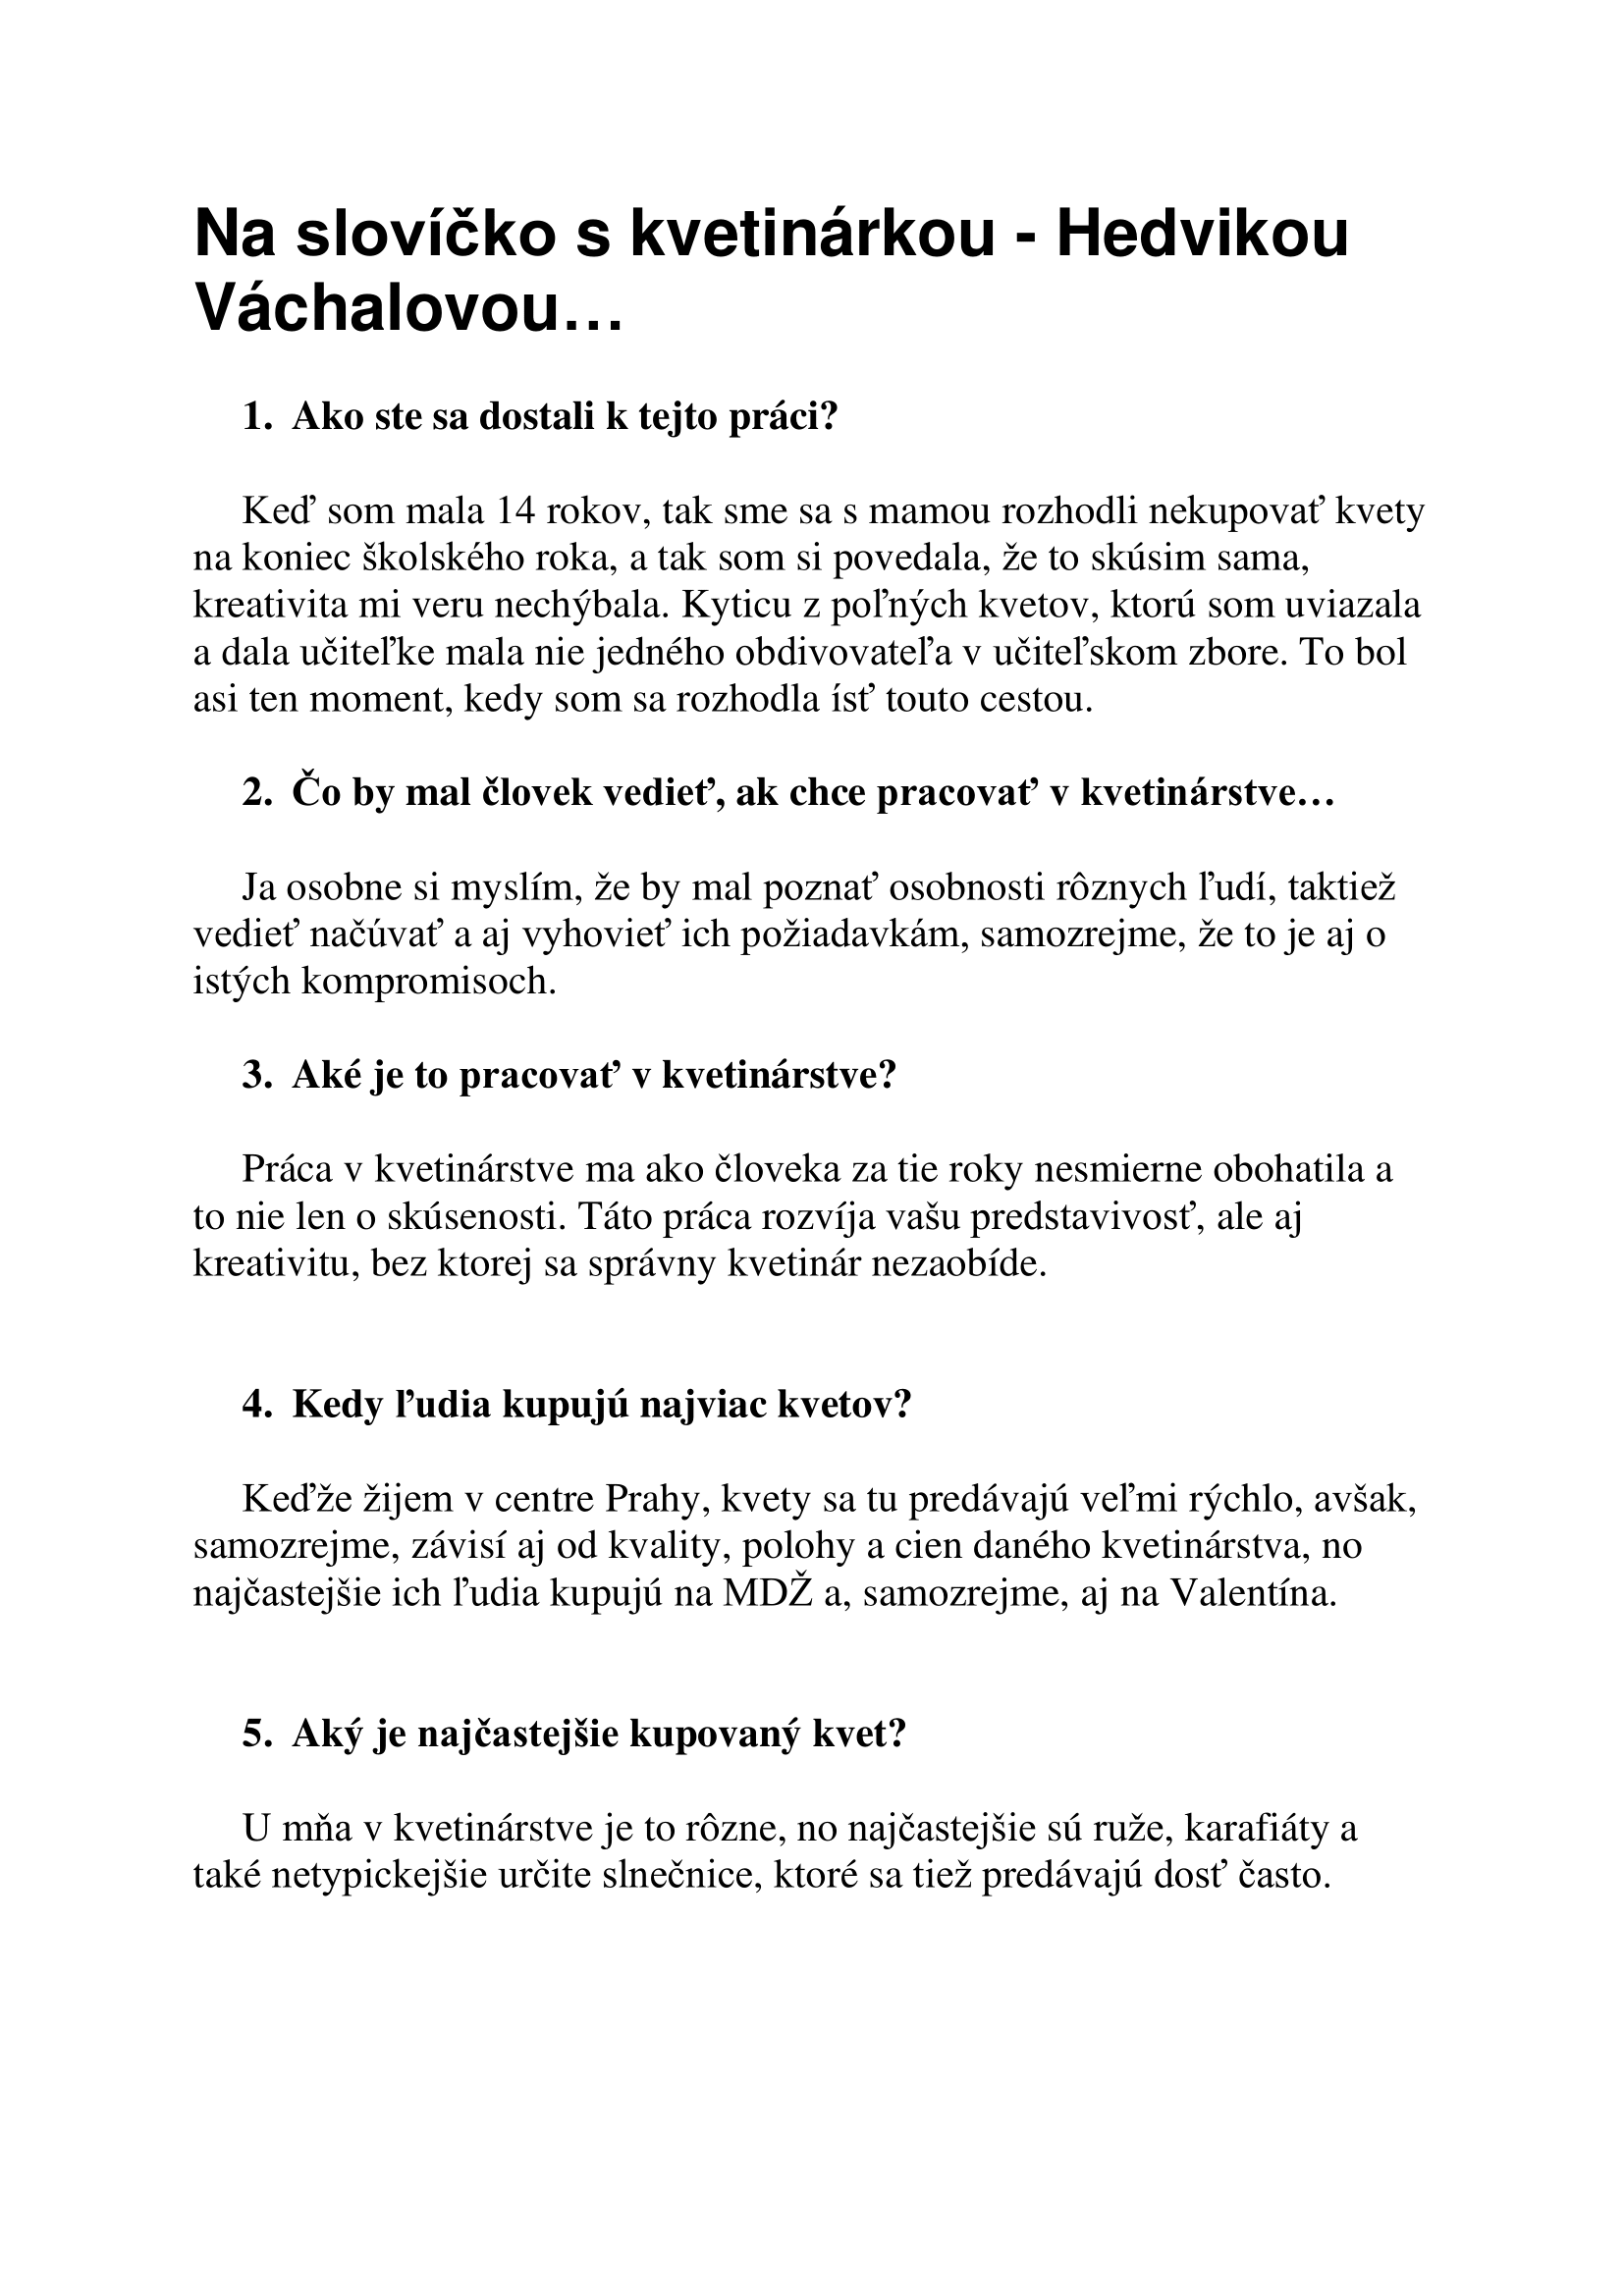 Na slovíčko s kvetinárkou - Hedvikou
Váchalovou…
1. Ako ste sa dostali k tejto práci?
Keď som mala 14 rokov, tak sme sa s mamou rozhodli nekupovať kvety
na koniec školského roka, a tak som si povedala, že to skúsim sama,
kreativita mi veru nechýbala. Kyticu z poľných kvetov, ktorú som uviazala
a dala učiteľke mala nie jedného obdivovateľa v učiteľskom zbore. To bol
asi ten moment, kedy som sa rozhodla ísť touto cestou.
2. Čo by mal človek vedieť, ak chce pracovať v kvetinárstve…
Ja osobne si myslím, že by mal poznať osobnosti rôznych ľudí, taktiež
vedieť načúvať a aj vyhovieť ich požiadavkám, samozrejme, že to je aj o
istých kompromisoch.
3. Aké je to pracovať v kvetinárstve?
Práca v kvetinárstve ma ako človeka za tie roky nesmierne obohatila a
to nie len o skúsenosti. Táto práca rozvíja vašu predstavivosť, ale aj
kreativitu, bez ktorej sa správny kvetinár nezaobíde.
4. Kedy ľudia kupujú najviac kvetov?
Keďže žijem v centre Prahy, kvety sa tu predávajú veľmi rýchlo, avšak,
samozrejme, závisí aj od kvality, polohy a cien daného kvetinárstva, no
najčastejšie ich ľudia kupujú na MDŽ a, samozrejme, aj na Valentína.
5. Aký je najčastejšie kupovaný kvet?
U mňa v kvetinárstve je to rôzne, no najčastejšie sú ruže, karafiáty a
také netypickejšie určite slnečnice, ktoré sa tiež predávajú dosť často.